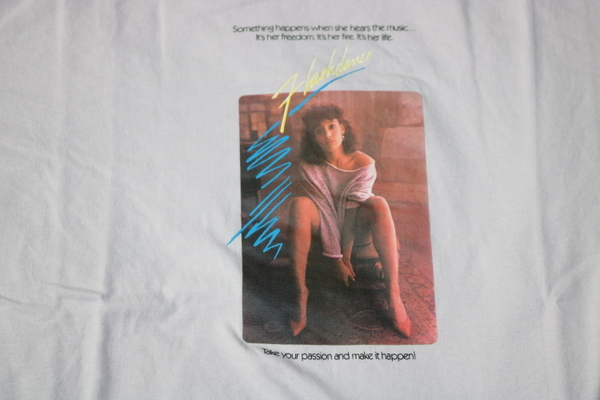 Something happens when she hears the music...
It's her freedom. It's her fire. It's her life.
Flashdance
Take your passion and make it happen!